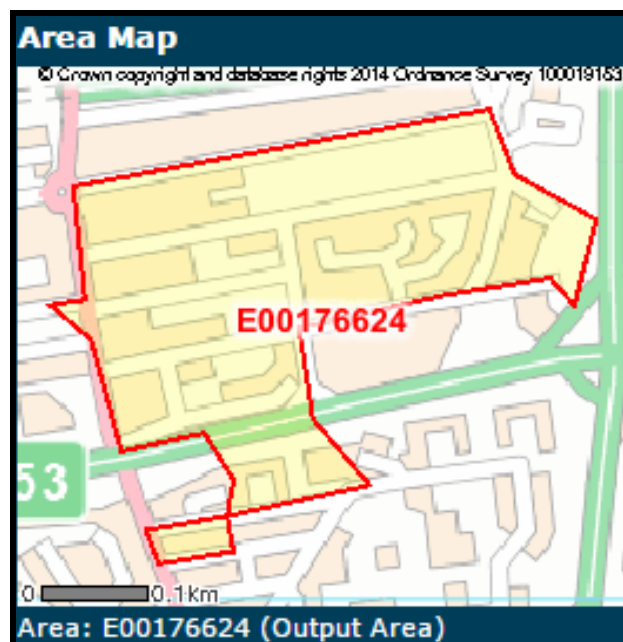 Area Map
© Crown copyright and database rights 2014 Ordnance Survey 100019153
E00176624
53
0 0.1km
Area: E00176624 (Output Area)